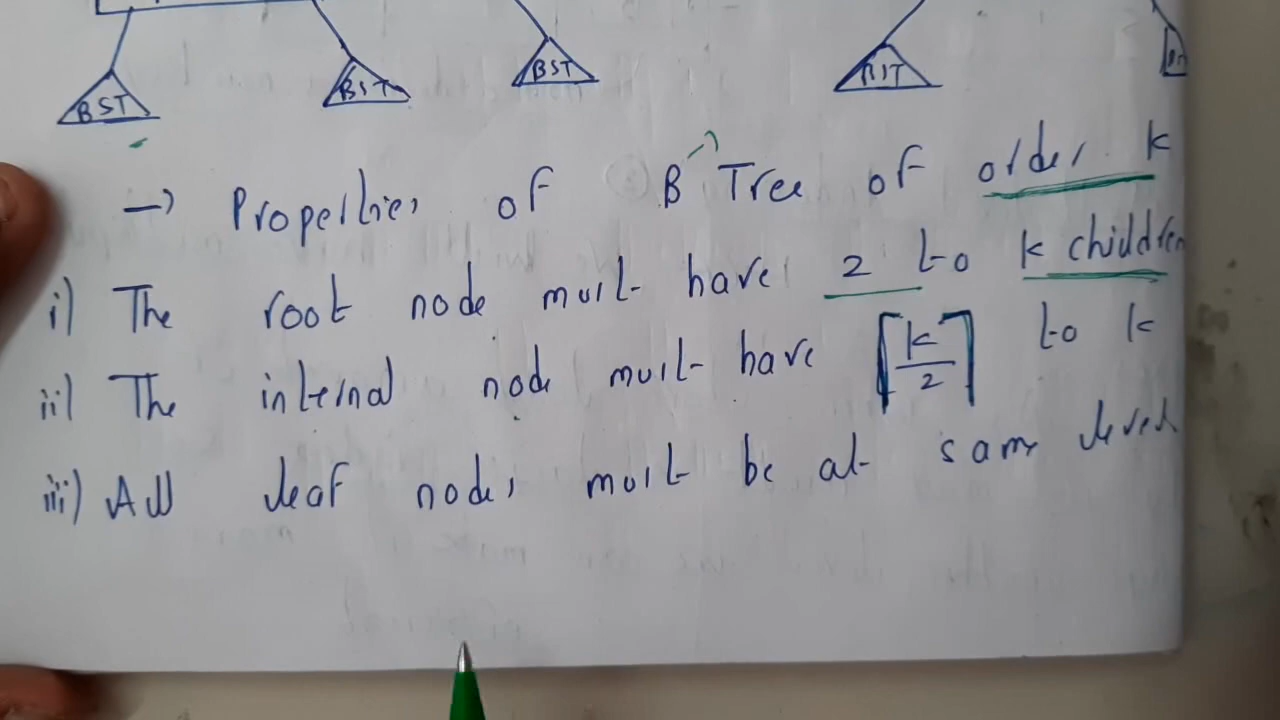 BST BST BST BST
→ Properties of B Tree of order k
i) The root node must have 2 to k children
ii) The internal node must have ⌈k/2⌉ to k
iii) All leaf nodes must be at same level